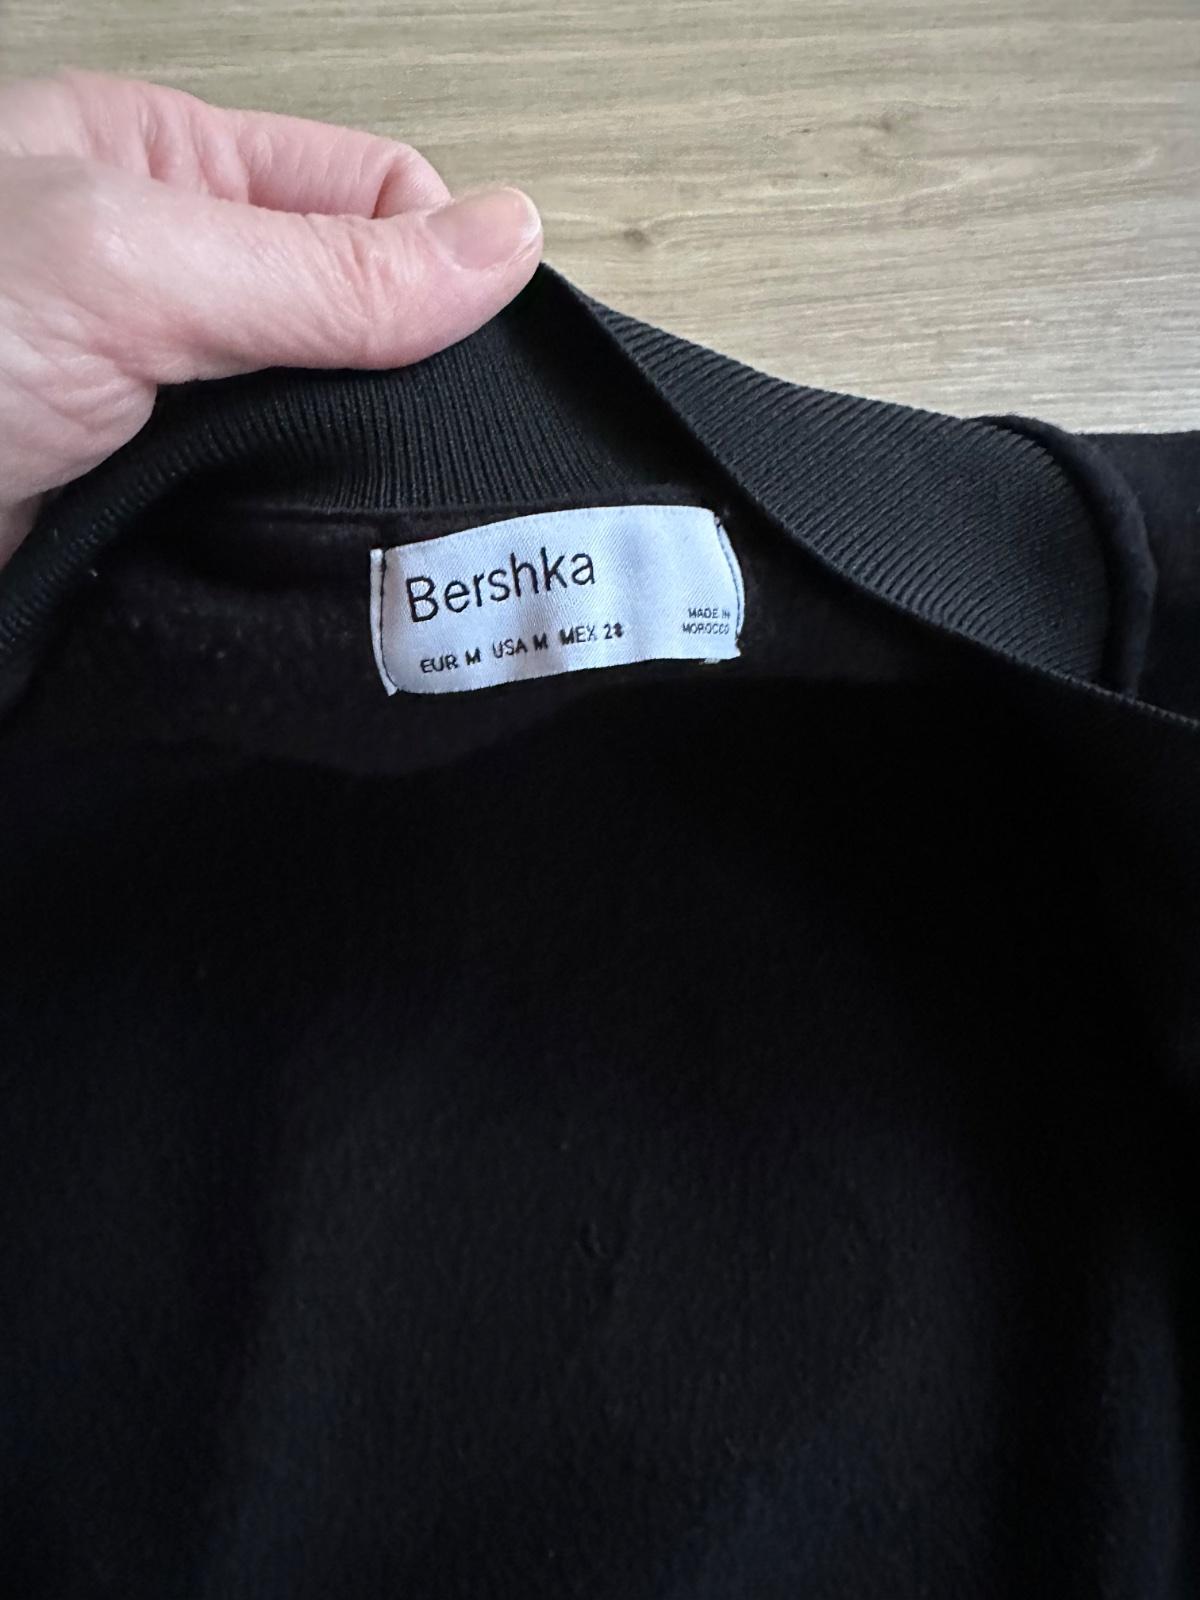 Bershka
EUR M USA M MEX 28
MADE IN
MOROCCO